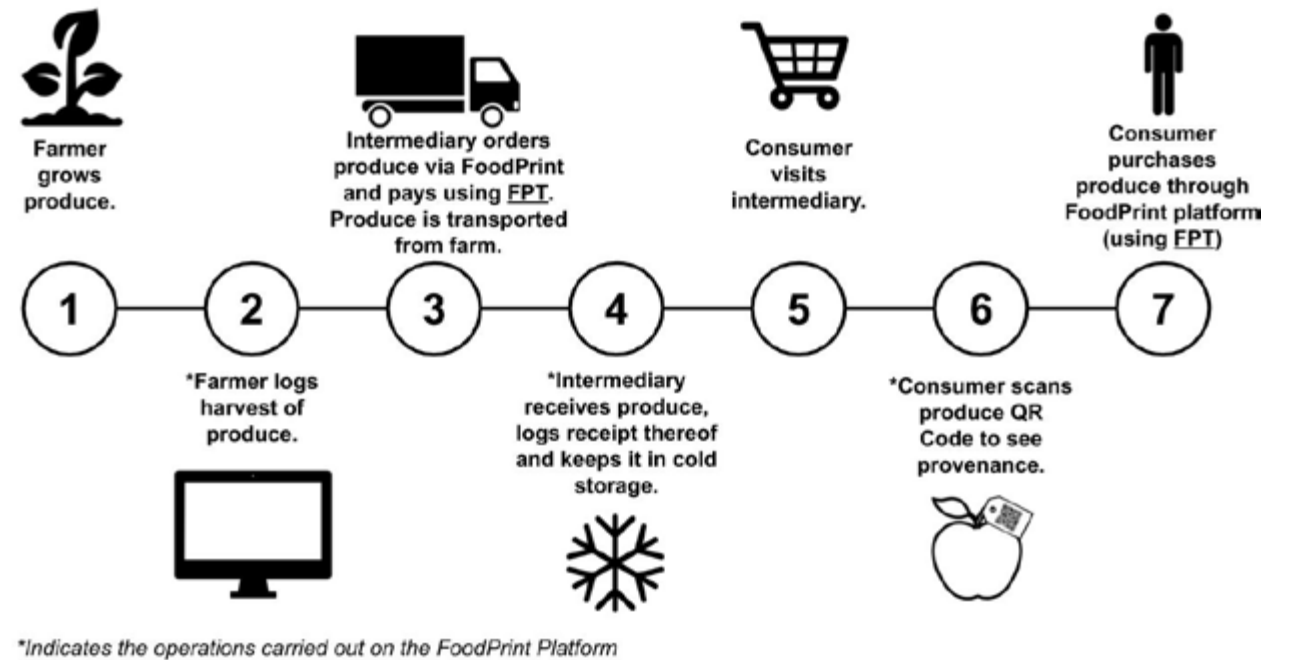 Farmer
grows
produce.
Intermediary orders
produce via FoodPrint
and pays using FPT.
Produce is transported
from farm.
Consumer
visits
intermediary.
Consumer
purchases
produce through
FoodPrint platform
(using FPT)
1
2
3
4
5
6
7
*Farmer logs
harvest of
produce.
*Intermediary
receives produce,
logs receipt thereof
and keeps it in cold
storage.
*Consumer scans
produce QR
Code to see
provenance.
*Indicates the operations carried out on the FoodPrint Platform